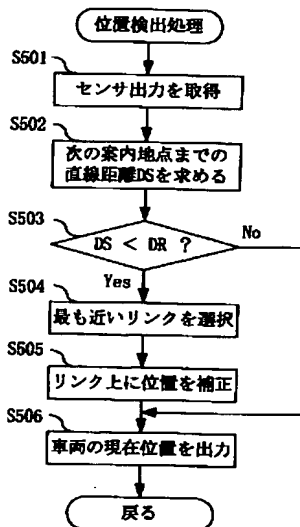 位置検出処理
S501
センサ出力を取得
S502
次の案内地点までの
直線距離DSを求める
S503
DS < DR ?
No
Yes
S504
最も近いリンクを選択
S505
リンク上に位置を補正
S506
車両の現在位置を出力
戻る